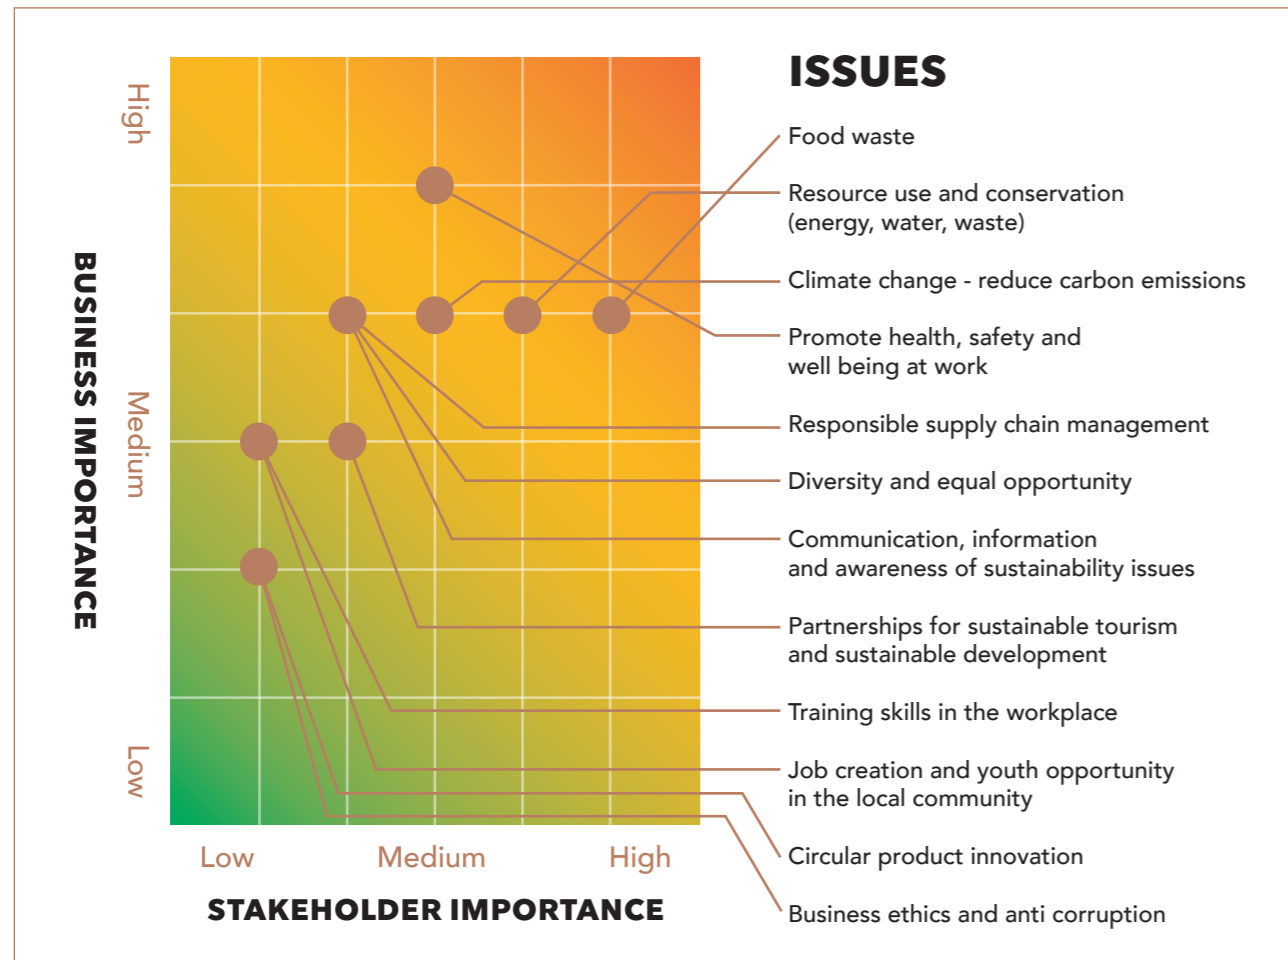 ISSUES
High
Medium
Low
BUSINESS IMPORTANCE
Food waste
Resource use and conservation
(energy, water, waste)
Climate change - reduce carbon emissions
Promote health, safety and
well being at work
Responsible supply chain management
Diversity and equal opportunity
Communication, information
and awareness of sustainability issues
Partnerships for sustainable tourism
and sustainable development
Training skills in the workplace
Job creation and youth opportunity
in the local community
Circular product innovation
Business ethics and anti corruption
Low
Medium
High
STAKEHOLDER IMPORTANCE